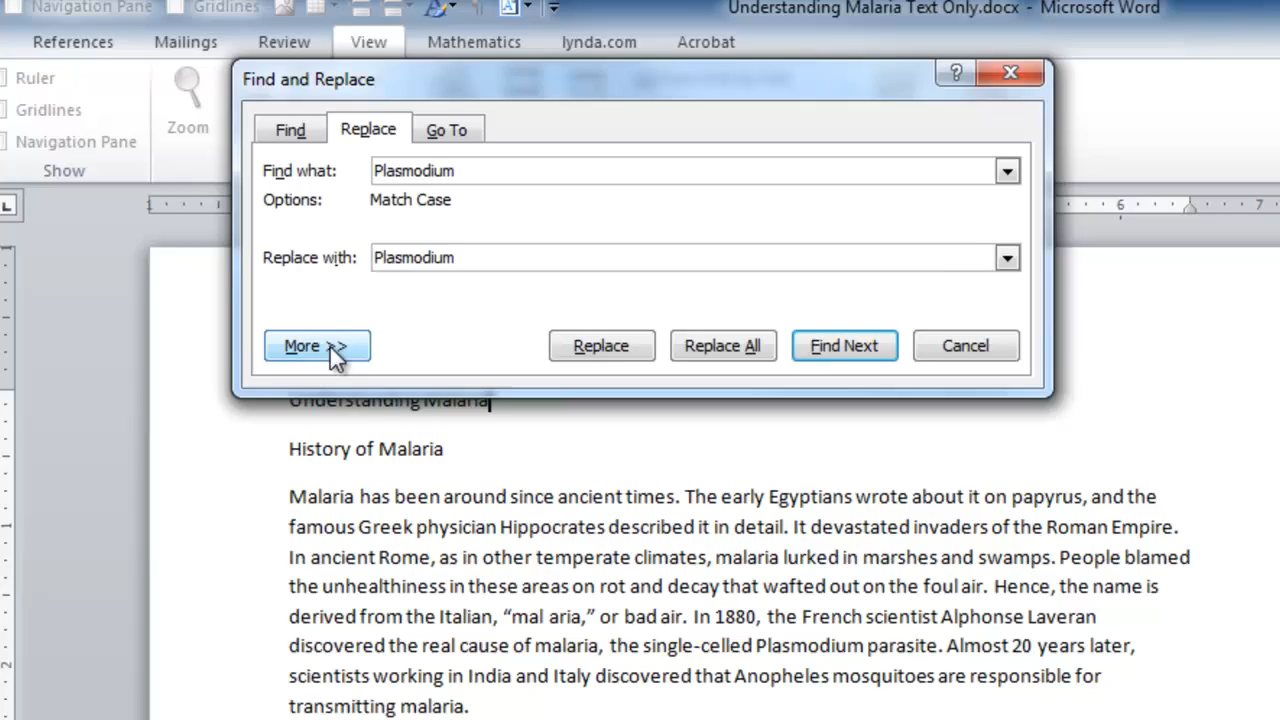 Navigation Pane Gridlines
Understanding Malaria Text Only.docx - Microsoft Word
References Mailings Review View Mathematics lynda.com Acrobat
Ruler
Gridlines
Navigation Pane
Show
Zoom
Find and Replace
Find Replace Go To
Find what: Plasmodium
Options: Match Case
Replace with: Plasmodium
More >> Replace Replace All Find Next Cancel
L
1 6 7
1
2
Understanding Malaria
History of Malaria
Malaria has been around since ancient times. The early Egyptians wrote about it on papyrus, and the
famous Greek physician Hippocrates described it in detail. It devastated invaders of the Roman Empire.
In ancient Rome, as in other temperate climates, malaria lurked in marshes and swamps. People blamed
the unhealthiness in these areas on rot and decay that wafted out on the foul air. Hence, the name is
derived from the Italian, “mal aria,” or bad air. In 1880, the French scientist Alphonse Laveran
discovered the real cause of malaria, the single-celled Plasmodium parasite. Almost 20 years later,
scientists working in India and Italy discovered that Anopheles mosquitoes are responsible for
transmitting malaria.